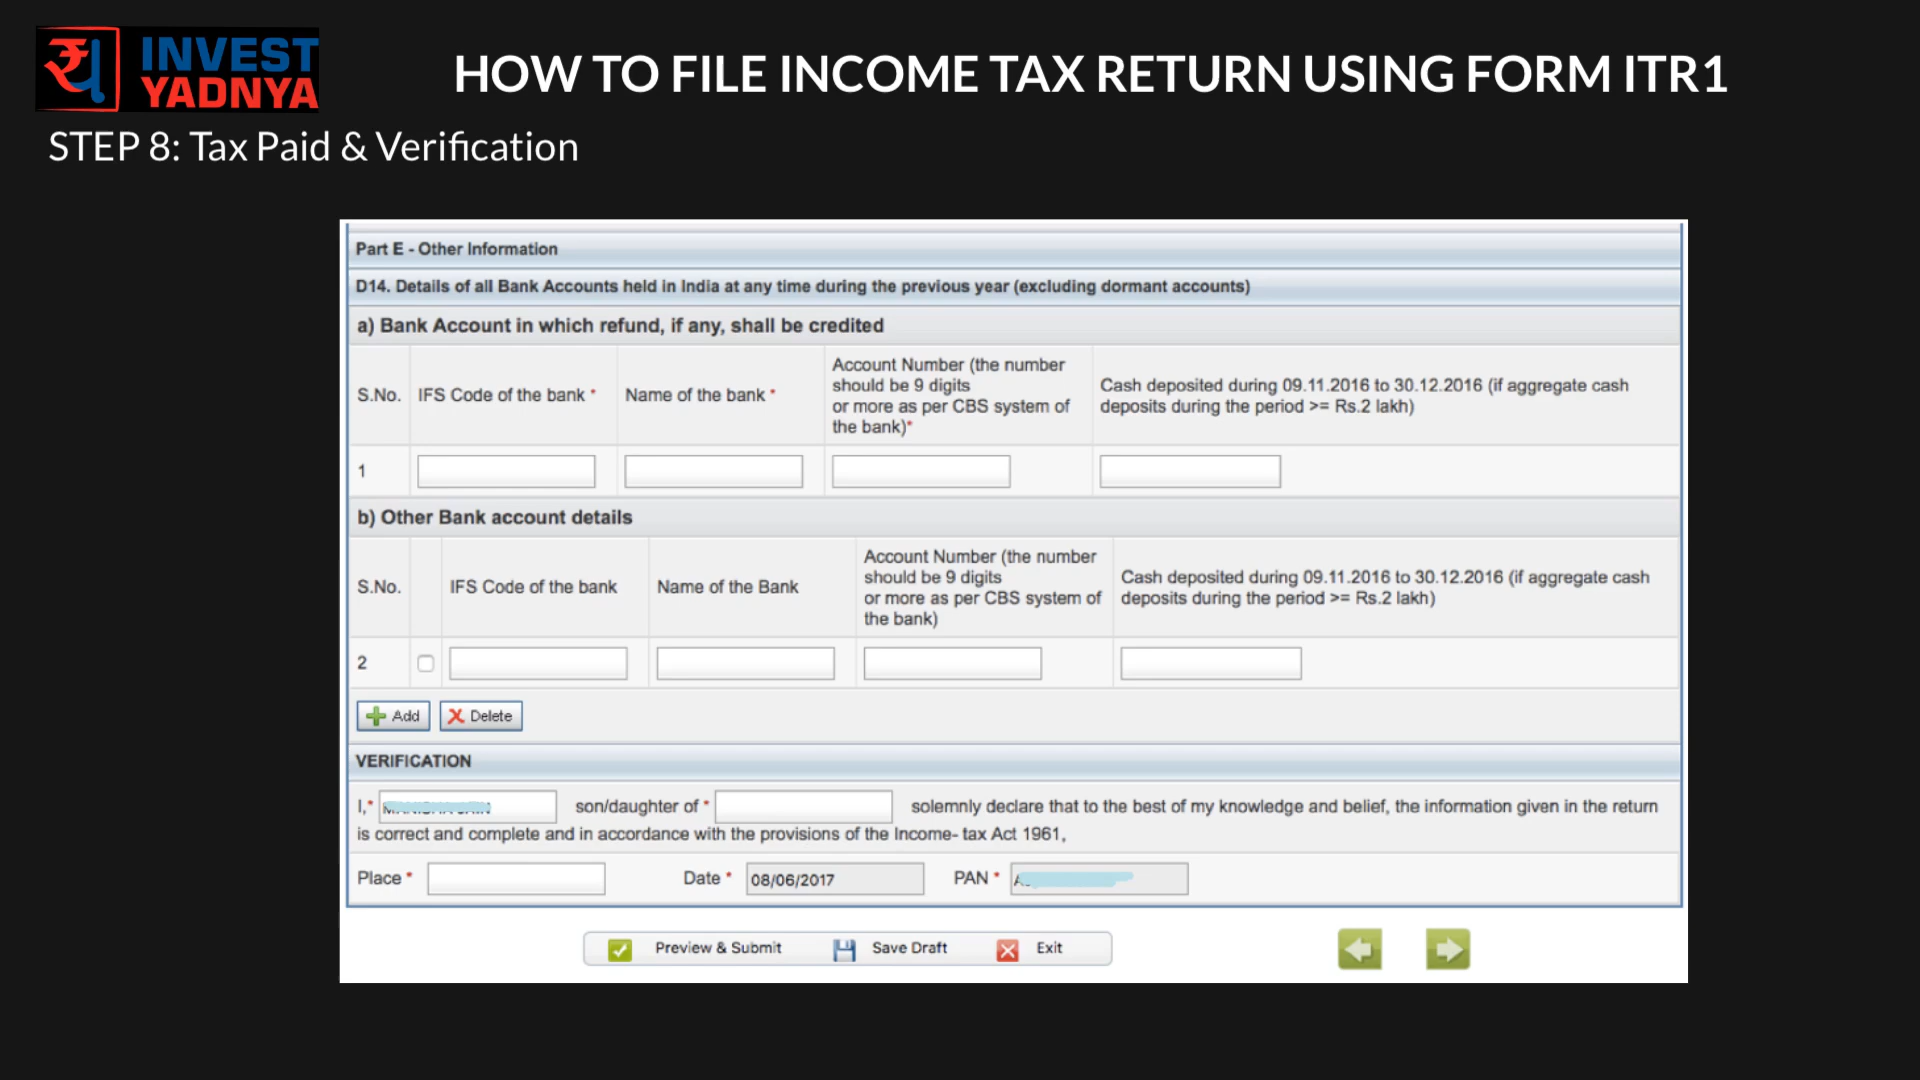 INVEST
YADNYA
HOW TO FILE INCOME TAX RETURN USING FORM ITR1
STEP 8: Tax Paid & Verification
Part E - Other Information
D14. Details of all Bank Accounts held in India at any time during the previous year (excluding dormant accounts)
a) Bank Account in which refund, if any, shall be credited
S.No.
IFS Code of the bank *
Name of the bank *
Account Number (the number
should be 9 digits
or more as per CBS system of
the bank)*
Cash deposited during 09.11.2016 to 30.12.2016 (if aggregate cash
deposits during the period >= Rs.2 lakh)
1
b) Other Bank account details
S.No.
IFS Code of the bank
Name of the Bank
Account Number (the number
should be 9 digits
or more as per CBS system of
the bank)
Cash deposited during 09.11.2016 to 30.12.2016 (if aggregate cash
deposits during the period >= Rs.2 lakh)
2
Add Delete
VERIFICATION
I,* son/daughter of * solemnly declare that to the best of my knowledge and belief, the information given in the return
is correct and complete and in accordance with the provisions of the Income- tax Act 1961,
Place * Date * 08/06/2017 PAN *
Preview & Submit Save Draft Exit